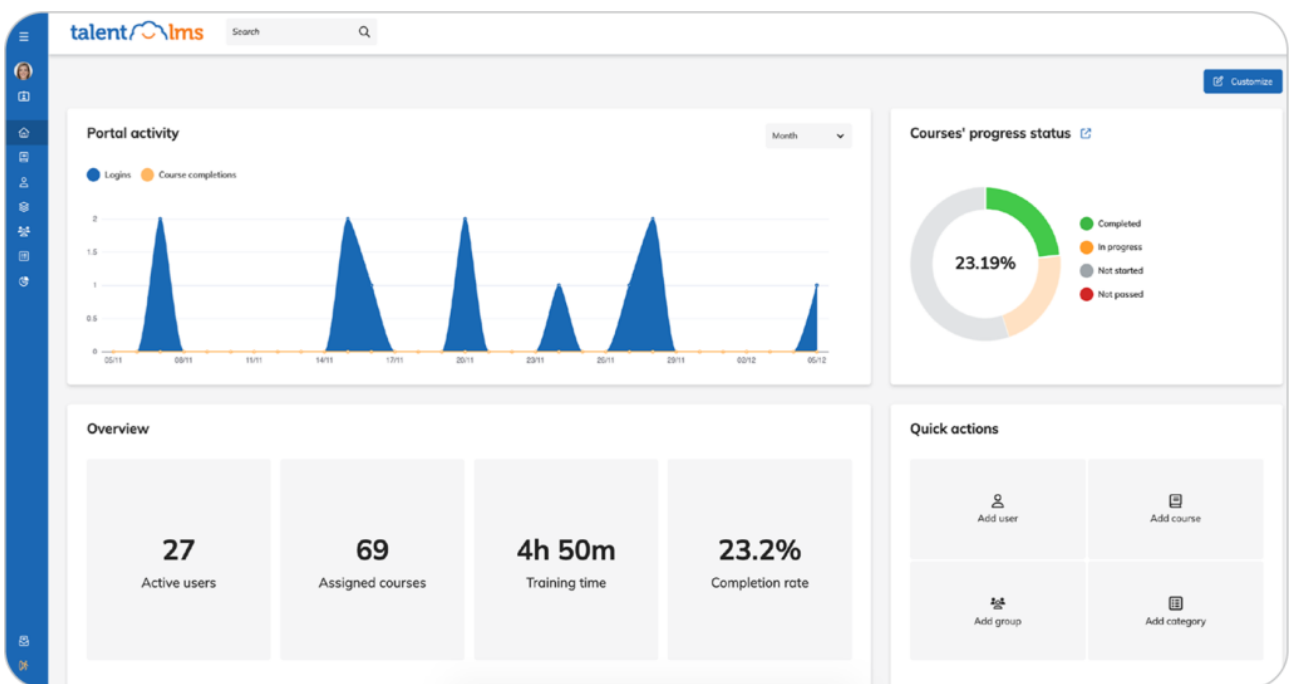 talentlms
Search
Customize
Portal activity
Month
Logins
Course completions
2
1.5
1
0.5
0
05/11 08/11 11/11 14/11 17/11 20/11 23/11 25/11 29/11 02/12 05/12
Courses' progress status
23.19%
Completed
In progress
Not started
Not passed
Overview
27
Active users
69
Assigned courses
4h 50m
Training time
23.2%
Completion rate
Quick actions
Add user
Add course
Add group
Add category